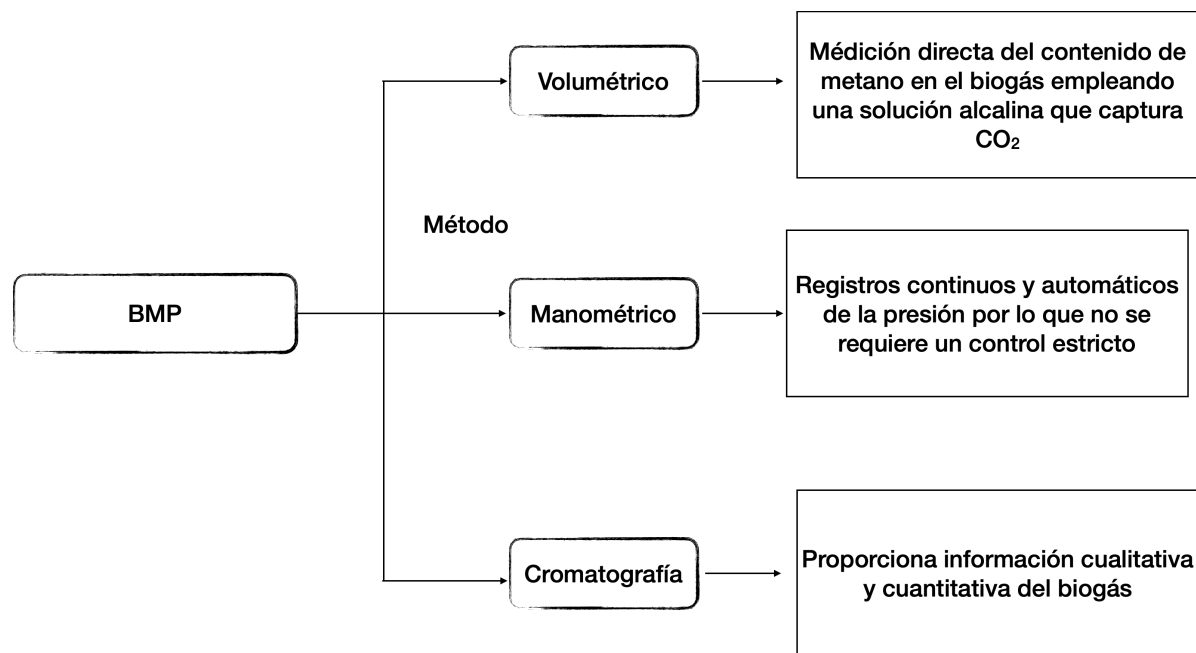 Volumétrico
Médición directa del contenido de
metano en el biogás empleando
una solución alcalina que captura
CO₂
Método
BMP
Manométrico
Registros continuos y automáticos
de la presión por lo que no se
requiere un control estricto
Cromatografía
Proporciona información cualitativa
y cuantitativa del biogás